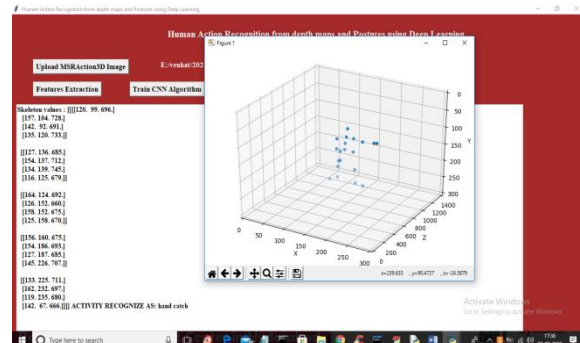 Human Action Recognition from depth maps and Postures using Deep Learning
Human Action Recognition from depth maps and Postures using Deep Learning
Upload MSRAction3D Image
E:/venkat/202
Features Extraction
Train CNN Algorithm
Figure 1
0
50
100
150
200
250
300
Y
1400
1200
1000
800
600
400
200
0
Z
0
50
100
150
200
250
300
X
x=239.633 , y=90.4727
Skeleton values : [[[[120. 99. 696.]
[157. 104. 728.]
[142. 92. 691.]
[135. 120. 733.]]
[[127. 136. 685.]
[154. 137. 712.]
[134. 139. 745.]
[116. 125. 679.]]
[[164. 124. 692.]
[126. 152. 660.]
[158. 152. 675.]
[125. 158. 670.]]
[[156. 160. 675.]
[154. 186. 693.]
[127. 187. 685.]
[145. 226. 707.]]
[[133. 225. 711.]
[162. 232. 697.]
[119. 235. 680.]
[142. 67. 666.]]]] ACTIVITY RECOGNIZE AS: hand catch
Activate Windows
Go to Settings to activate Windows.
Type here to search
17:36